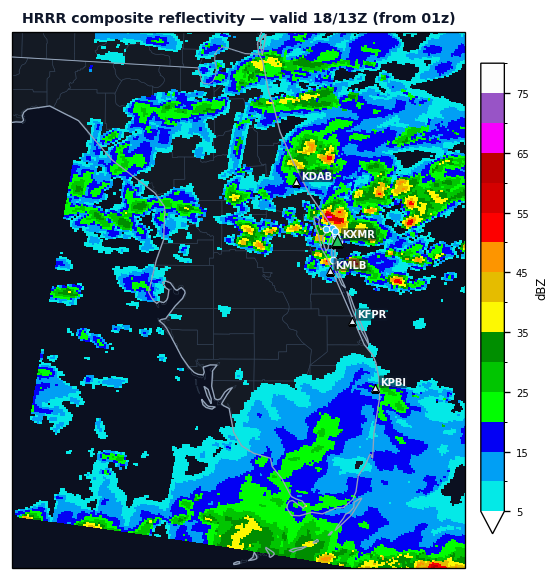 HRRR composite reflectivity — valid 18/13Z (from 01z)
75
65
55
45
35
25
15
5
dBZ
KDAB
KXMR
KMLB
KFPR
KPBI